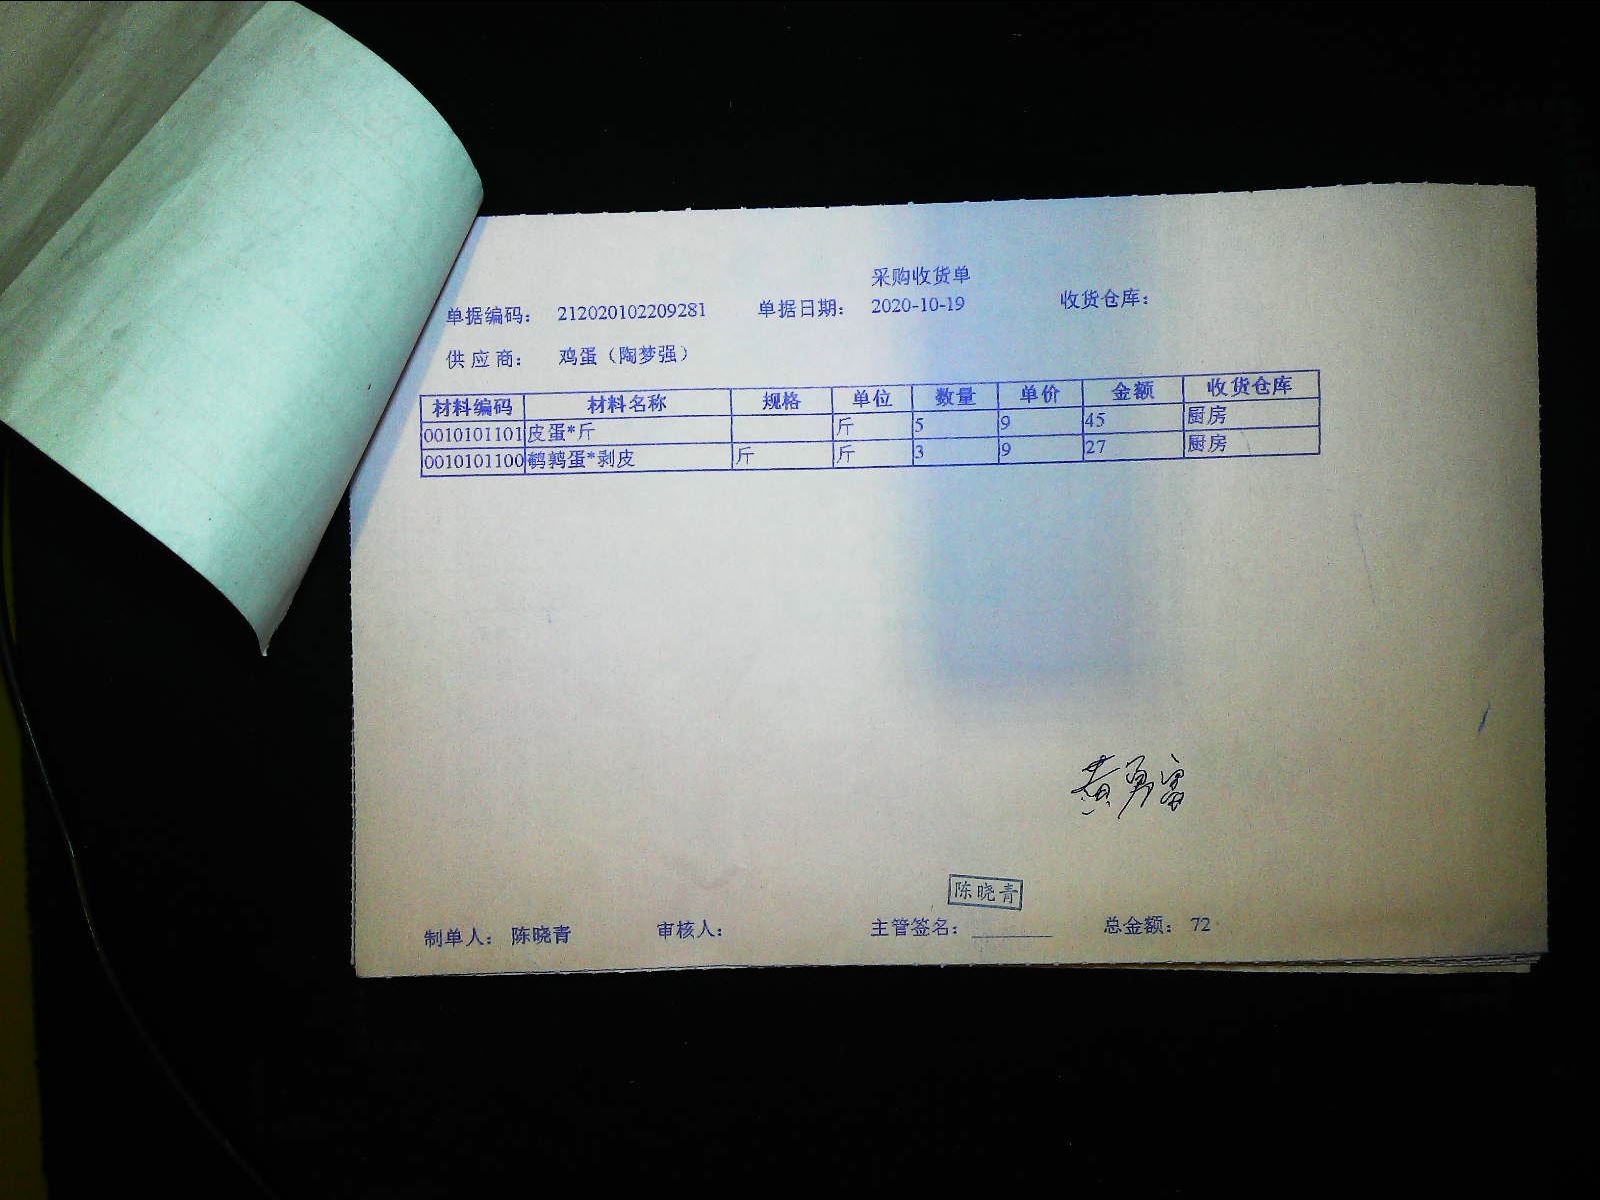 采购收货单
单据编码： 212020102209281 单据日期： 2020-10-19 收货仓库：
供应商： 鸡蛋（陶梦强）
材料编码 材料名称 规格 单位 数量 单价 金额 收货仓库
0010101101 皮蛋*斤 斤 5 9 45 厨房
0010101100 鹌鹑蛋*剥皮 斤 斤 3 9 27 厨房
黄勇富
陈晓青
制单人： 陈晓青 审核人： 主管签名： 总金额： 72